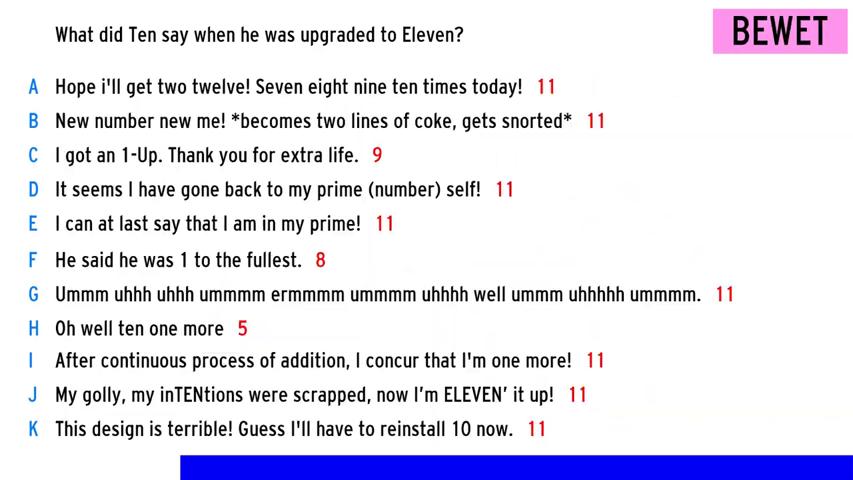 What did Ten say when he was upgraded to Eleven?
BEWET
A Hope i'll get two twelve! Seven eight nine ten times today! 11
B New number new me! *becomes two lines of coke, gets snorted* 11
C I got an 1-Up. Thank you for extra life. 9
D It seems I have gone back to my prime (number) self! 11
E I can at last say that I am in my prime! 11
F He said he was 1 to the fullest. 8
G Ummm uhhh uhhh ummmm ermmmm ummmm uhhhh well ummm uhhhhh ummmm. 11
H Oh well ten one more 5
I After continuous process of addition, I concur that I'm one more! 11
J My golly, my inTENtions were scrapped, now I'm ELEVEN' it up! 11
K This design is terrible! Guess I'll have to reinstall 10 now. 11